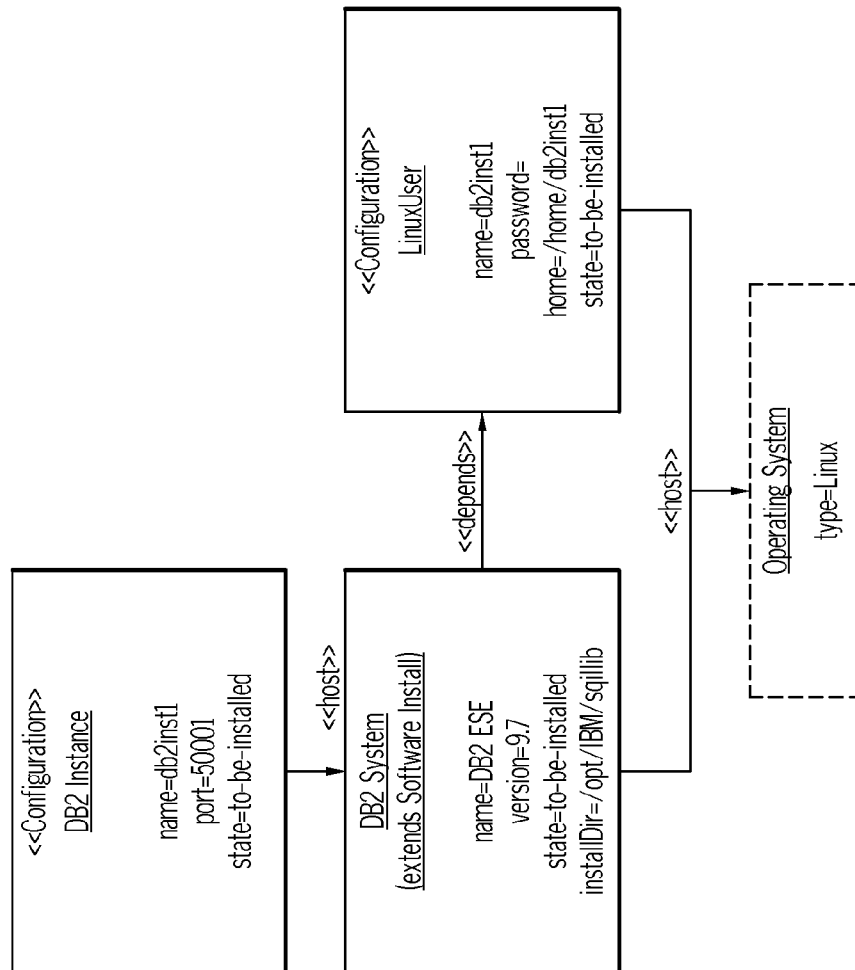 <<Configuration>>
DB2 Instance
name=db2inst1
port=50001
state=to-be-installed
<<host>>
DB2 System
(extends Software Install)
name=DB2 ESE
version=9.7
state=to-be-installed
installDir=/opt/IBM/sqillib
<<depends>>
<<Configuration>>
LinuxUser
name=db2inst1
password=
home=/home/db2inst1
state=to-be-installed
<<host>>
Operating System
type=Linux